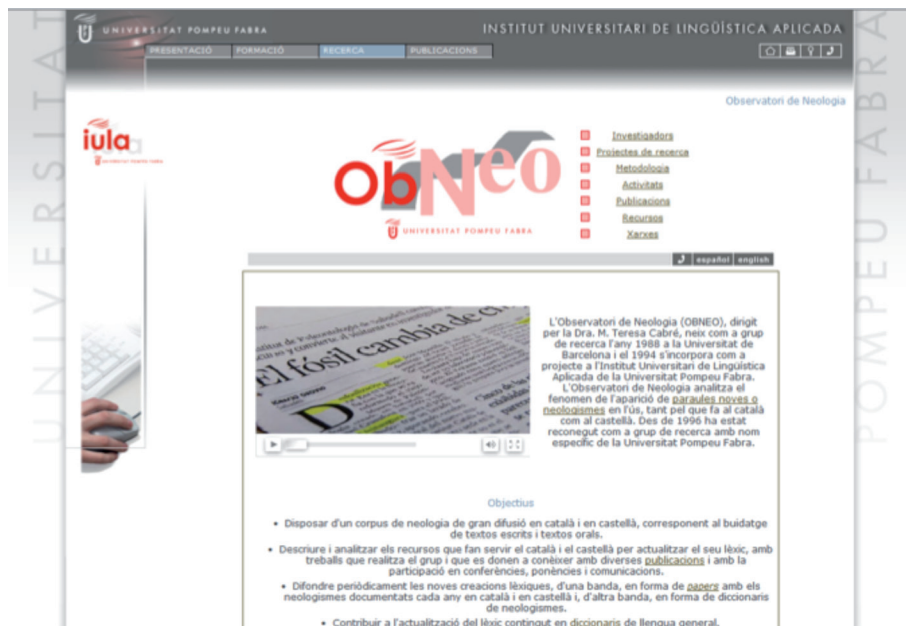 UNIVERSITAT POMPEU FABRA
INSTITUT UNIVERSITARI DE LINGÜÍSTICA APLICADA
PRESENTACIÓ FORMACIÓ RECERCA PUBLICACIONS
UNIVERSITAT
POMPEU FABRA
Observatori de Neologia
iula
UNIVERSITAT POMPEU FABRA
ObNeo
UNIVERSITAT POMPEU FABRA
Investigadors
Projectes de recerca
Metodologia
Activitats
Publicacions
Recursos
Xarxes
español english
El fósil cambia de
L'Observatori de Neologia (OBNEO), dirigit
per la Dra. M. Teresa Cabré, neix com a grup
de recerca l'any 1988 a la Universitat de
Barcelona i el 1994 s'incorpora com a
projecte a l'Institut Universitari de Lingüística
Aplicada de la Universitat Pompeu Fabra.
L'Observatori de Neologia analitza el
fenomen de l'aparició de paraules noves o
neologismes en l'ús, tant pel que fa al català
com al castellà. Des de 1996 ha estat
reconegut com a grup de recerca amb nom
específic de la Universitat Pompeu Fabra.
Objectius
• Disposar d'un corpus de neologia de gran difusió en català i en castellà, corresponent al buidatge
de textos escrits i textos orals.
• Descriure i analitzar els recursos que fan servir el català i el castellà per actualitzar el seu lèxic, amb
treballs que realitza el grup i que es donen a conèixer amb diverses publicacions i amb la
participació en conferències, ponències i comunicacions.
• Difondre periòdicament les noves creacions lèxiques, d'una banda, en forma de papers amb els
neologismes documentats cada any en català i en castellà i, d'altra banda, en forma de diccionaris
de neologismes.
• Contribuir a l'actualització del lèxic contingut en diccionaris de llengua general.